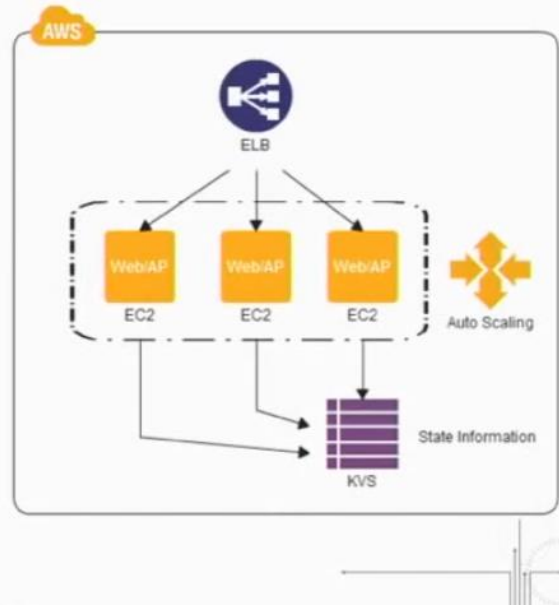 AWS
ELB
Web/AP
Web/AP
Web/AP
EC2
EC2
EC2
Auto Scaling
State Information
KVS